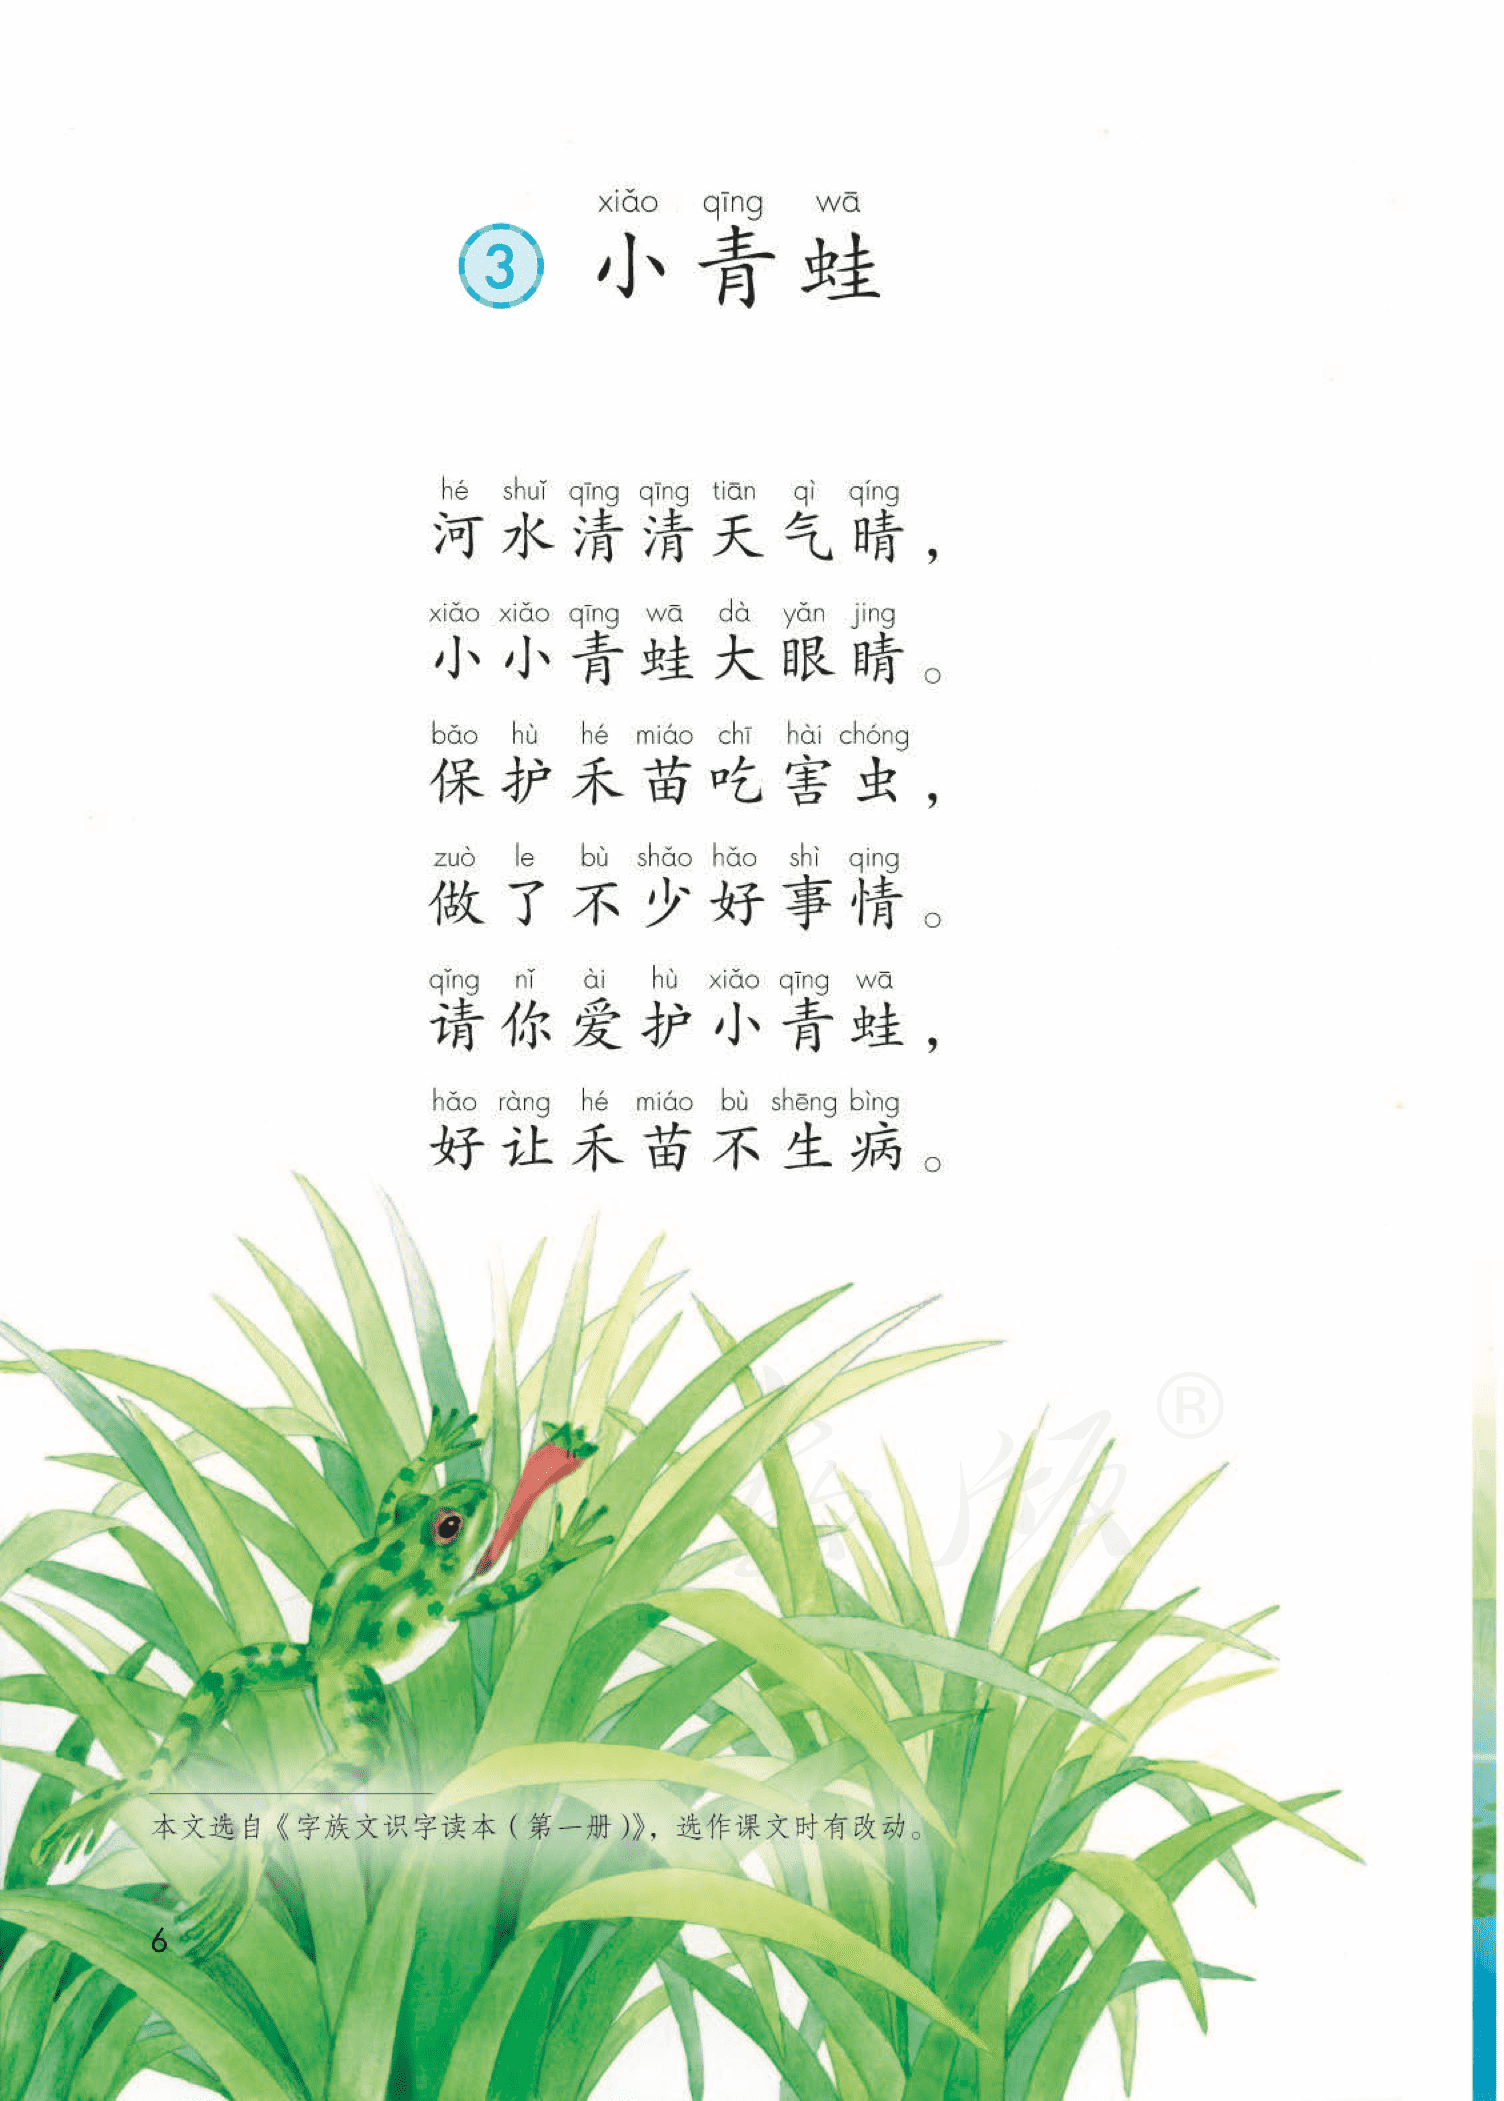 xiǎo qīng wā
3 小青蛙
hé shuǐ qīng qīng tiān qì qíng
河水清清天气晴，
xiǎo xiǎo qīng wā dà yǎn jing
小小青蛙大眼睛。
bǎo hù hé miáo chī hài chóng
保护禾苗吃害虫，
zuò le bù shǎo hǎo shì qing
做了不少好事情。
qǐng nǐ ài hù xiǎo qīng wā
请你爱护小青蛙，
hǎo ràng hé miáo bù shēng bìng
好让禾苗不生病。
®
本文选自《字族文识字读本（第一册）》，选作课文时有改动。
6